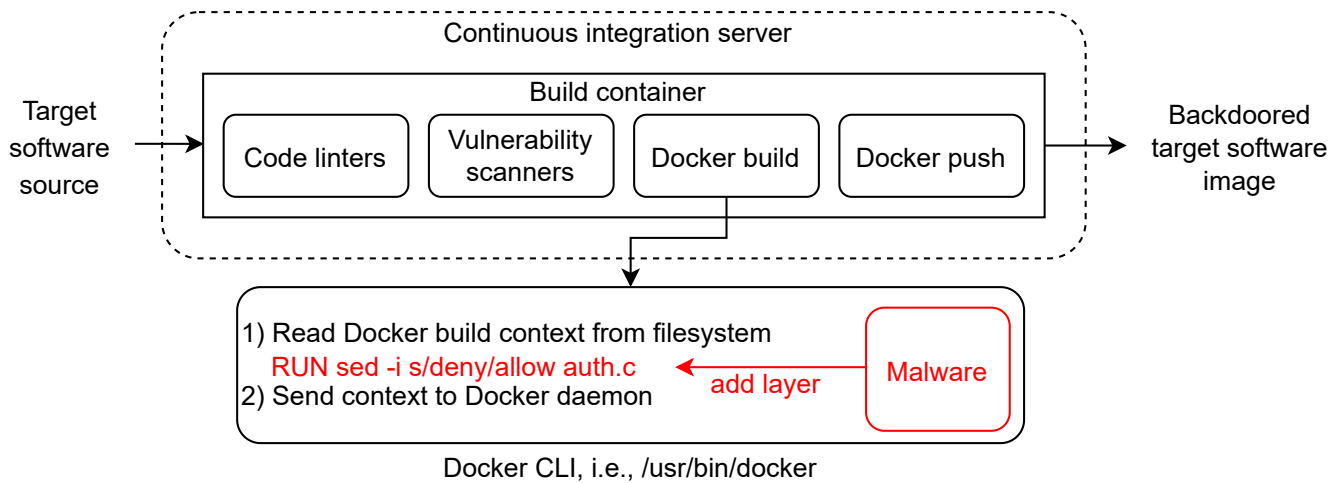 Continuous integration server
Build container
Target
software
source
Code linters
Vulnerability
scanners
Docker build
Docker push
Backdoored
target software
image
1) Read Docker build context from filesystem
RUN sed -i s/deny/allow auth.c
2) Send context to Docker daemon
add layer
Malware
Docker CLI, i.e., /usr/bin/docker